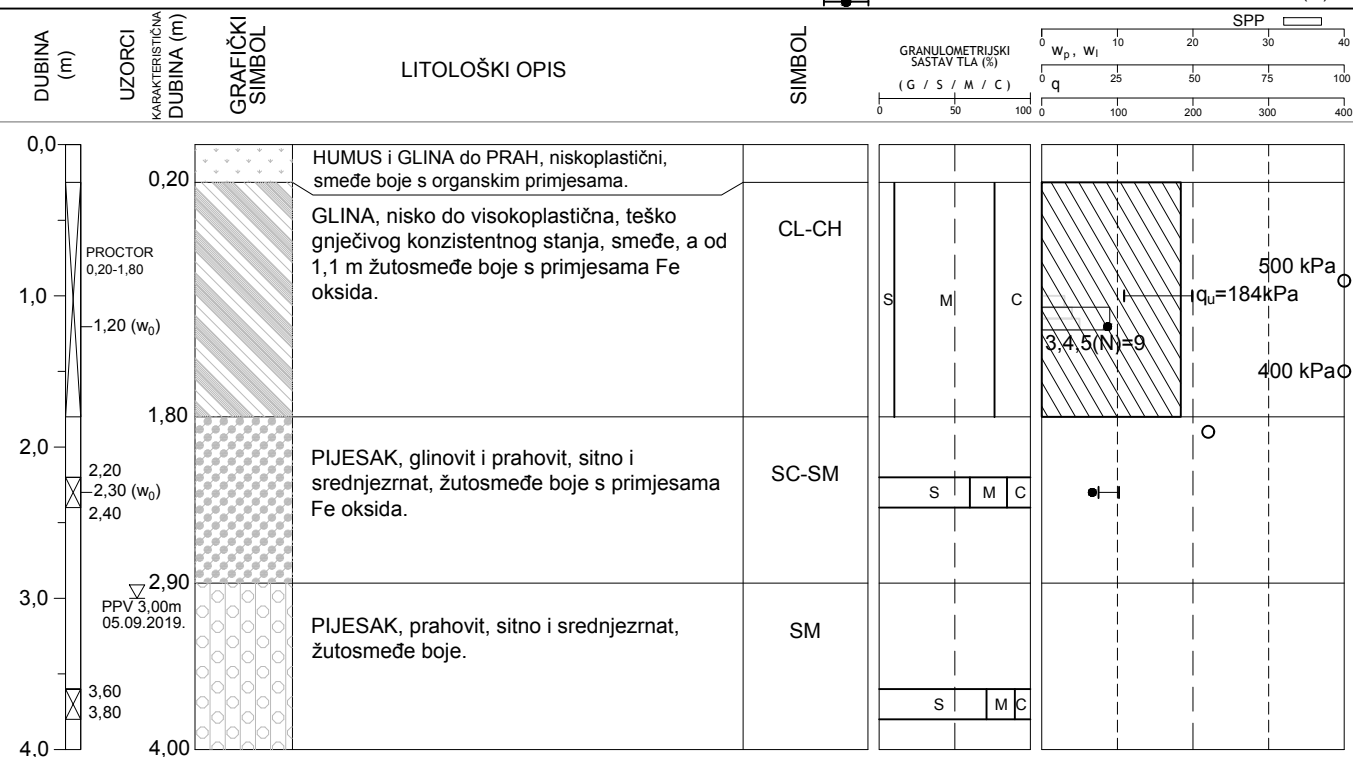 SPP
DUBINA
(m)
UZORCI
KARAKTERISTIČNA
DUBINA (m)
GRAFIČKI
SIMBOL
LITOLOŠKI OPIS
SIMBOL
GRANULOMETRIJSKI
SASTAV TLA (%)
( G / S / M / C )
0 50 100
0 10 20 30 40
wp , wl
0 25 50 75 100
q
0 100 200 300 400
0,0
HUMUS i GLINA do PRAH, niskoplastični,
smeđe boje s organskim primjesama.
0,20
GLINA, nisko do visokoplastična, teško
gnječivog konzistentnog stanja, smeđe, a od
1,1 m žutosmeđe boje s primjesama Fe
oksida.
CL-CH
PROCTOR
0,20-1,80
1,0
1,20 (w0)
S M C
500 kPa
qu=184kPa
3,4,5(N)=9
400 kPa
1,80
2,0
PIJESAK, glinovit i prahovit, sitno i
srednjezrnat, žutosmeđe boje s primjesama
Fe oksida.
SC-SM
2,20
2,30 (w0)
2,40
S M C
2,90
3,0
PPV 3,00m
05.09.2019.
PIJESAK, prahovit, sitno i srednjezrnat,
žutosmeđe boje.
SM
3,60
3,80
S M C
4,0
4,00